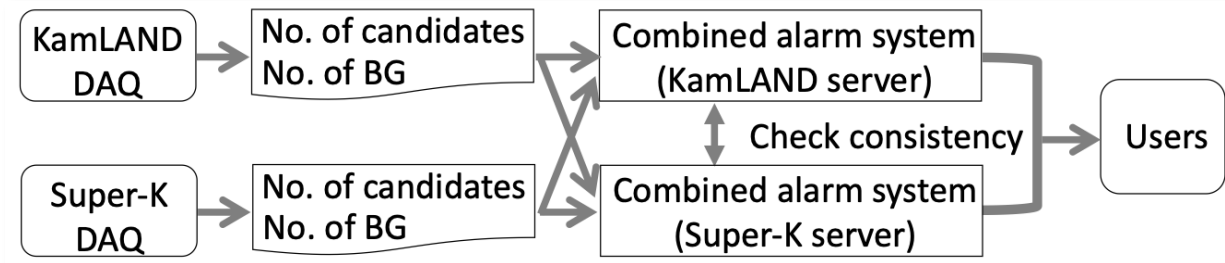 KamLAND
DAQ
No. of candidates
No. of BG
Combined alarm system
(KamLAND server)
Check consistency
Users
Super-K
DAQ
No. of candidates
No. of BG
Combined alarm system
(Super-K server)